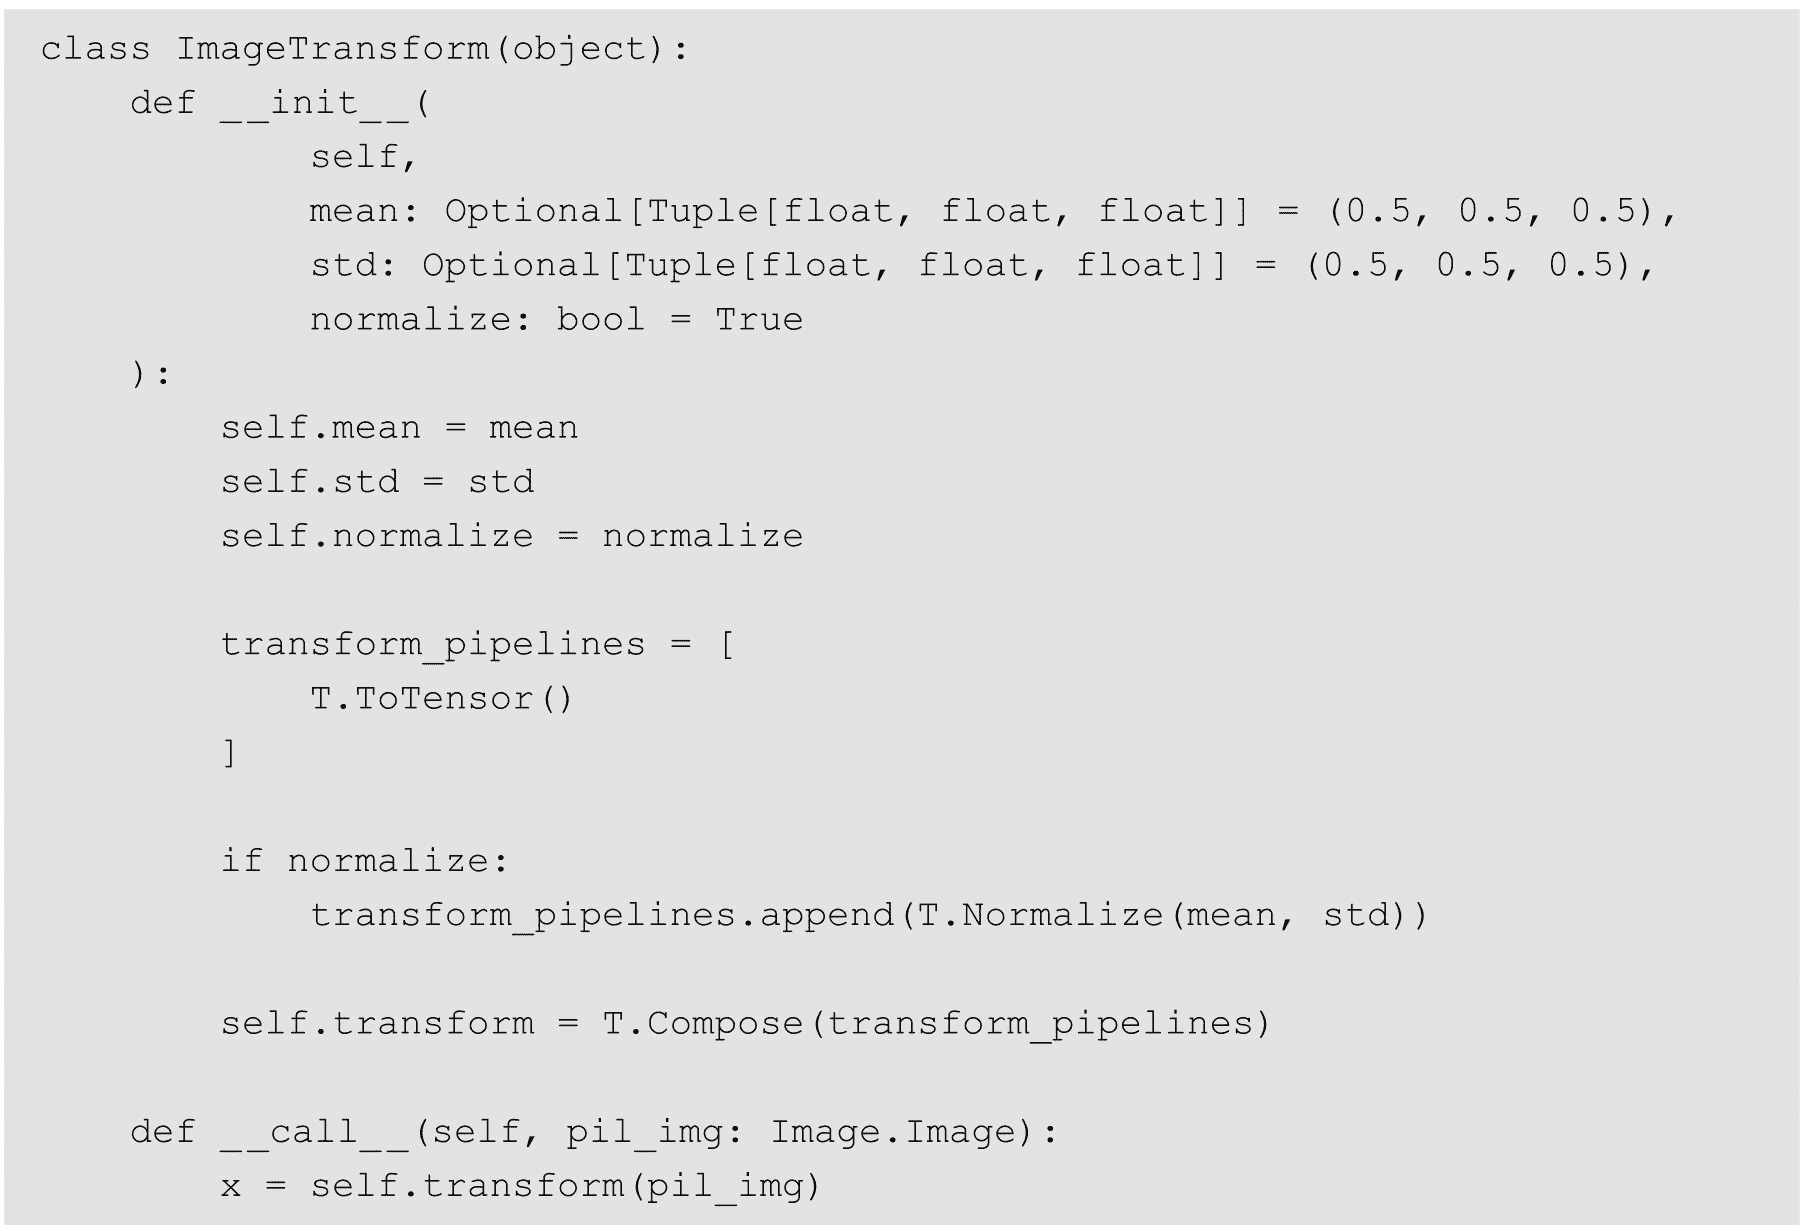 class ImageTransform(object):
    def __init__(
            self,
            mean: Optional[Tuple[float, float, float]] = (0.5, 0.5, 0.5),
            std: Optional[Tuple[float, float, float]] = (0.5, 0.5, 0.5),
            normalize: bool = True
    ):
        self.mean = mean
        self.std = std
        self.normalize = normalize

        transform_pipelines = [
            T.ToTensor()
        ]

        if normalize:
            transform_pipelines.append(T.Normalize(mean, std))

        self.transform = T.Compose(transform_pipelines)

    def __call__(self, pil_img: Image.Image):
        x = self.transform(pil_img)